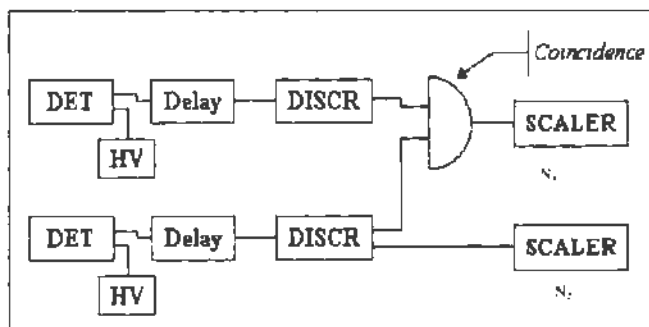 Coincidence
DET
Delay
DISCR
SCALER
HV
DET
Delay
DISCR
SCALER
HV